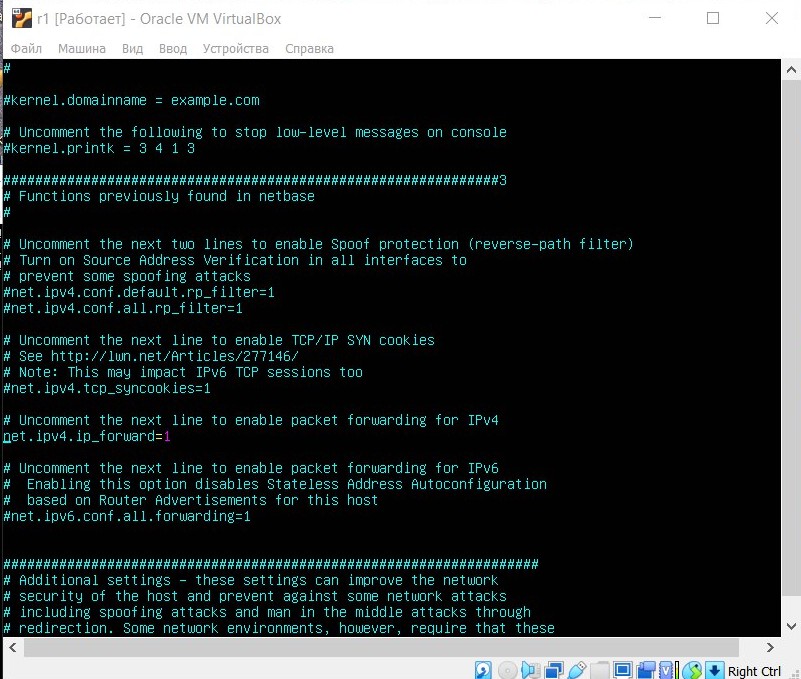 r1 [Работает] - Oracle VM VirtualBox
Файл Машина Вид Ввод Устройства Справка
#
#kernel.domainname = example.com
# Uncomment the following to stop low-level messages on console
#kernel.printk = 3 4 1 3
##############################################################3
# Functions previously found in netbase
#
# Uncomment the next two lines to enable Spoof protection (reverse-path filter)
# Turn on Source Address Verification in all interfaces to
# prevent some spoofing attacks
#net.ipv4.conf.default.rp_filter=1
#net.ipv4.conf.all.rp_filter=1
# Uncomment the next line to enable TCP/IP SYN cookies
# See http://lwn.net/Articles/277146/
# Note: This may impact IPv6 TCP sessions too
#net.ipv4.tcp_syncookies=1
# Uncomment the next line to enable packet forwarding for IPv4
net.ipv4.ip_forward=1
# Uncomment the next line to enable packet forwarding for IPv6
#  Enabling this option disables Stateless Address Autoconfiguration
#  based on Router Advertisements for this host
#net.ipv6.conf.all.forwarding=1
###################################################################
# Additional settings - these settings can improve the network
# security of the host and prevent against some network attacks
# including spoofing attacks and man in the middle attacks through
# redirection. Some network environments, however, require that these
Right Ctrl